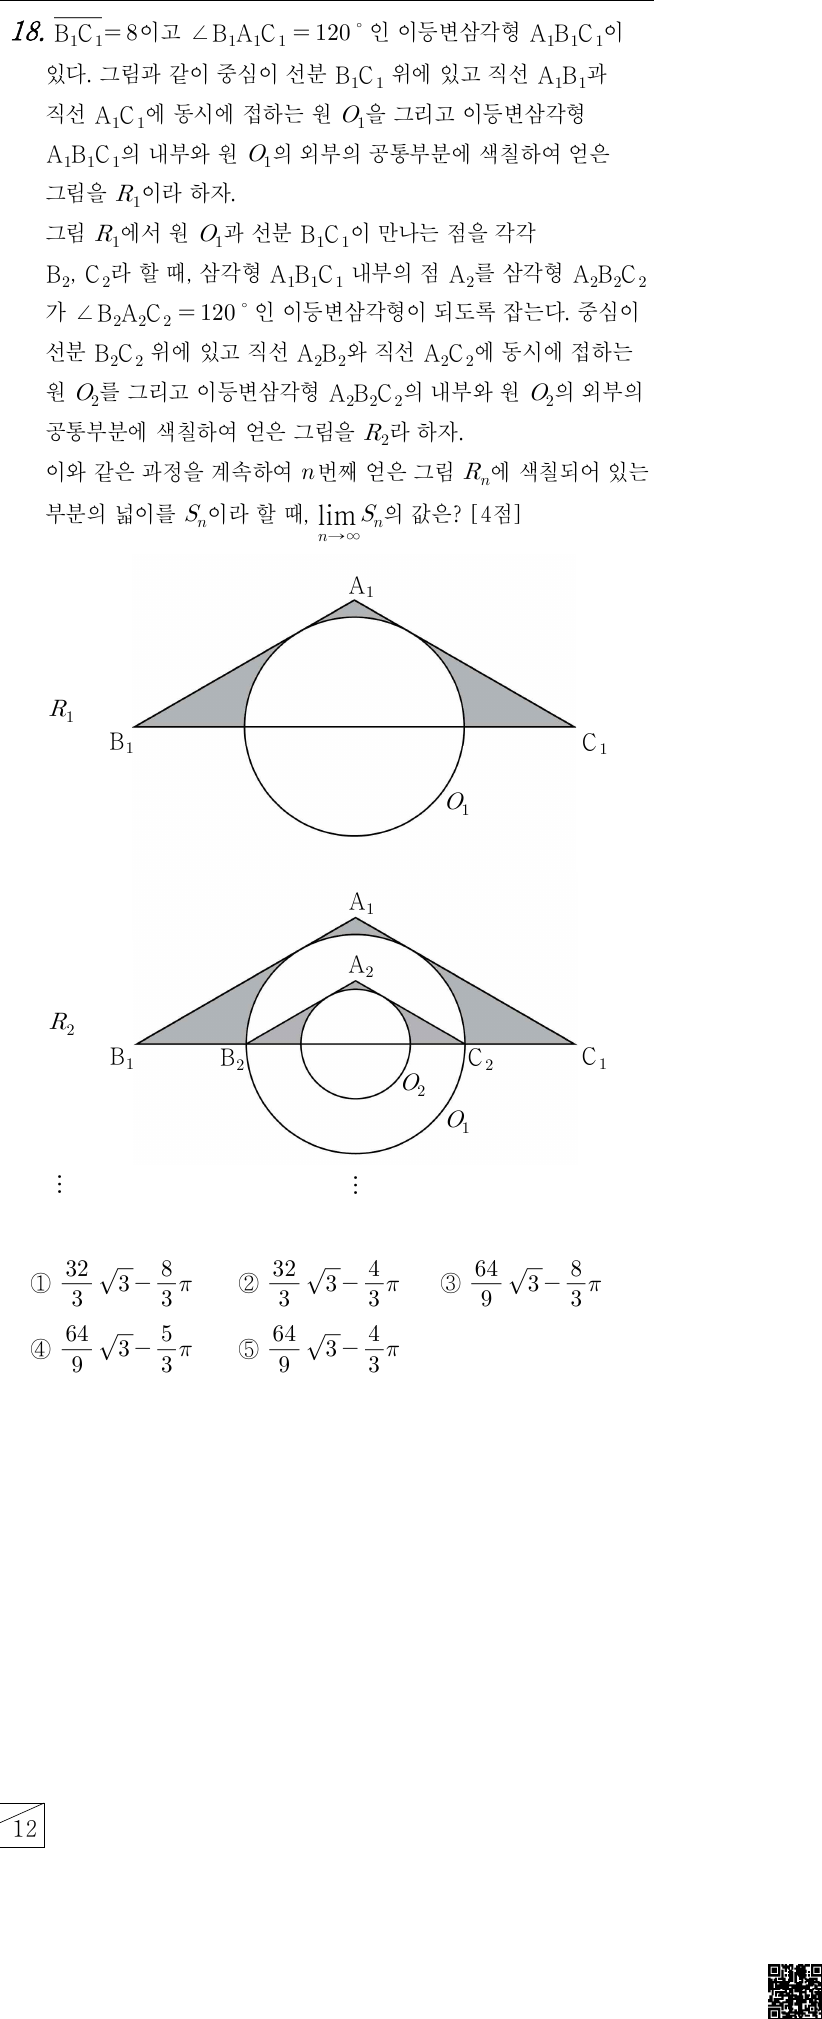 18. B₁C₁=8이고 ∠B₁A₁C₁=120°인 이등변삼각형 A₁B₁C₁이
있다. 그림과 같이 중심이 선분 B₁C₁ 위에 있고 직선 A₁B₁과
직선 A₁C₁에 동시에 접하는 원 O₁을 그리고 이등변삼각형
A₁B₁C₁의 내부와 원 O₁의 외부의 공통부분에 색칠하여 얻은
그림을 R₁이라 하자.
그림 R₁에서 원 O₁과 선분 B₁C₁이 만나는 점을 각각
B₂, C₂라 할 때, 삼각형 A₁B₁C₁ 내부의 점 A₂를 삼각형 A₂B₂C₂
가 ∠B₂A₂C₂=120°인 이등변삼각형이 되도록 잡는다. 중심이
선분 B₂C₂ 위에 있고 직선 A₂B₂와 직선 A₂C₂에 동시에 접하는
원 O₂를 그리고 이등변삼각형 A₂B₂C₂의 내부와 원 O₂의 외부의
공통부분에 색칠하여 얻은 그림을 R₂라 하자.
이와 같은 과정을 계속하여 n번째 얻은 그림 Rₙ에 색칠되어 있는
부분의 넓이를 Sₙ이라 할 때, lim n→∞ Sₙ의 값은? [4점]
A₁
R₁
B₁ C₁
O₁
A₁
A₂
R₂
B₁ B₂ C₂ C₁
O₂
O₁
⋮ ⋮
① 32/3 √3 − 8/3 π ② 32/3 √3 − 4/3 π ③ 64/9 √3 − 8/3 π
④ 64/9 √3 − 5/3 π ⑤ 64/9 √3 − 4/3 π
12